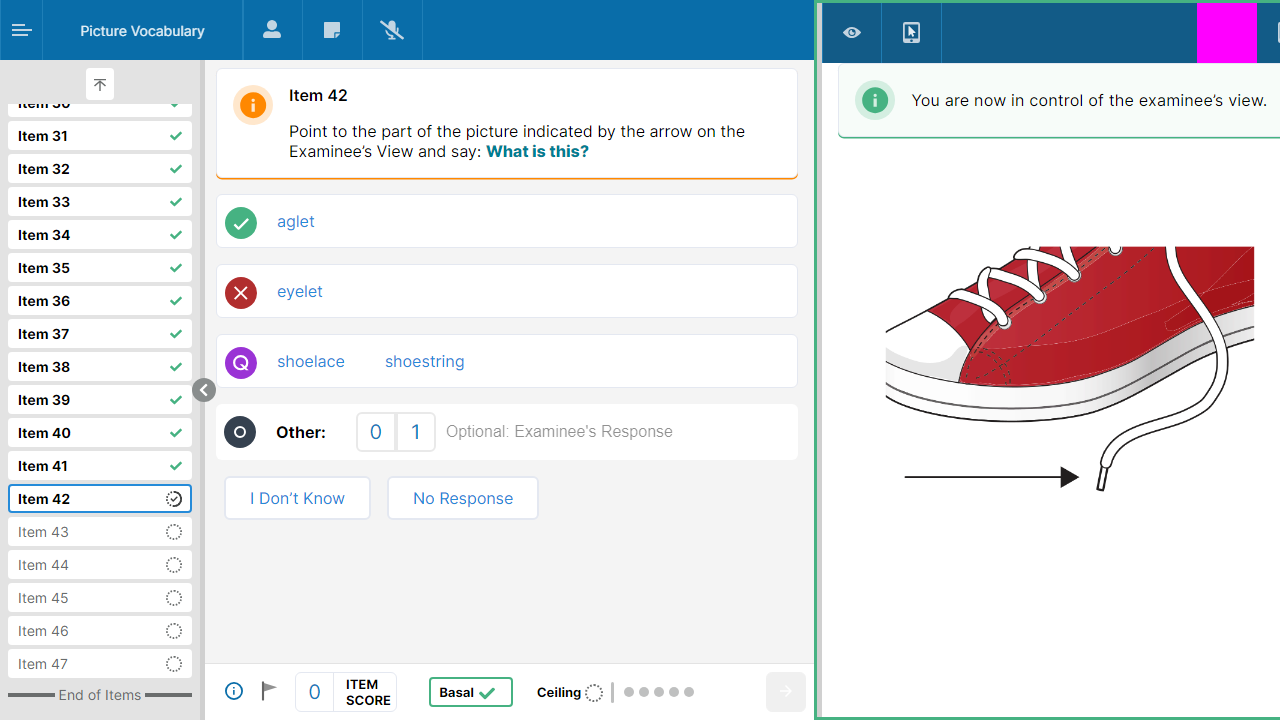 Picture Vocabulary
Item 30
Item 31
Item 32
Item 33
Item 34
Item 35
Item 36
Item 37
Item 38
Item 39
Item 40
Item 41
Item 42
Item 43
Item 44
Item 45
Item 46
Item 47
End of Items
Item 42
Point to the part of the picture indicated by the arrow on the
Examinee’s View and say: What is this?
aglet
eyelet
Q shoelace shoestring
Other: 0 1 Optional: Examinee's Response
I Don’t Know No Response
0 ITEM
SCORE
Basal
Ceiling
You are now in control of the examinee’s view.